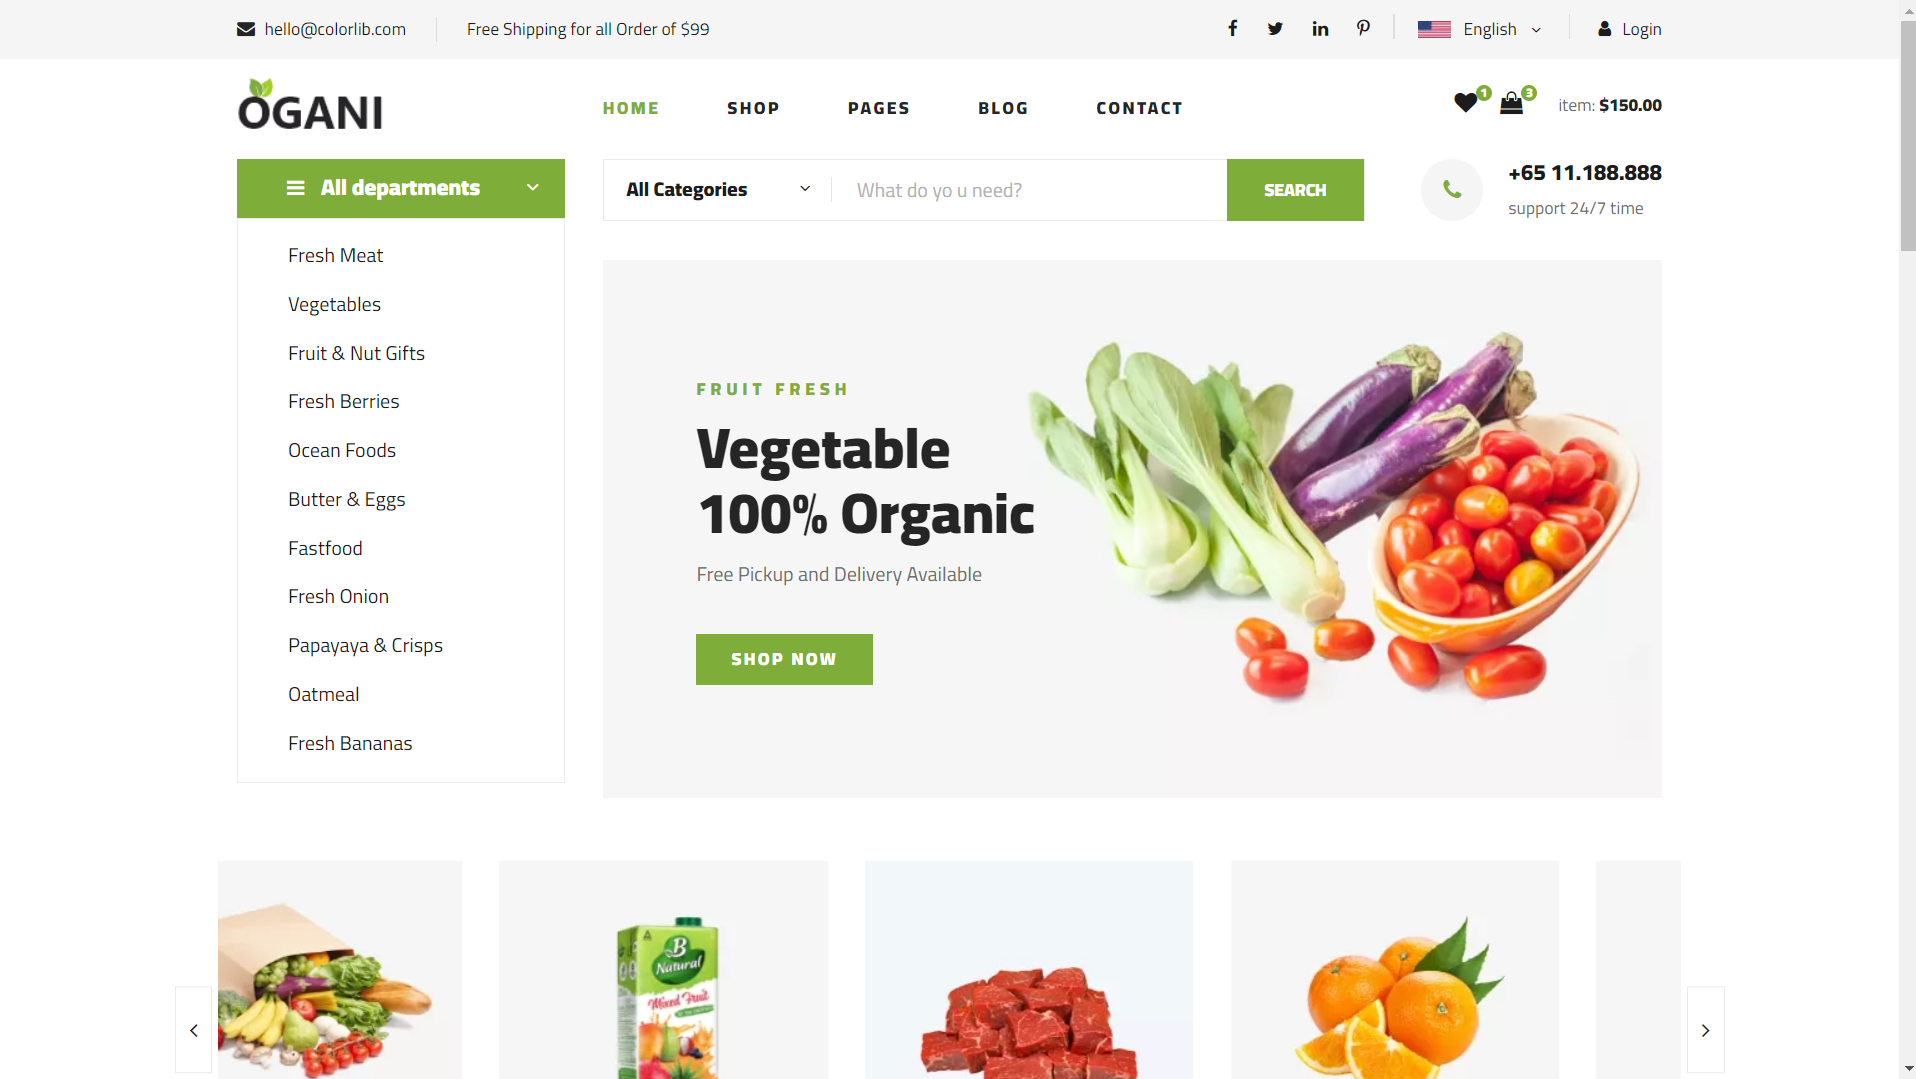 hello@colorlib.com
Free Shipping for all Order of $99
English
Login
OGANI
HOME
SHOP
PAGES
BLOG
CONTACT
1
3
item: $150.00
All departments
All Categories
What do yo u need?
SEARCH
+65 11.188.888
support 24/7 time
Fresh Meat
Vegetables
Fruit & Nut Gifts
Fresh Berries
Ocean Foods
Butter & Eggs
Fastfood
Fresh Onion
Papayaya & Crisps
Oatmeal
Fresh Bananas
FRUIT FRESH
Vegetable
100% Organic
Free Pickup and Delivery Available
SHOP NOW
B
Natural
Mixed Fruit